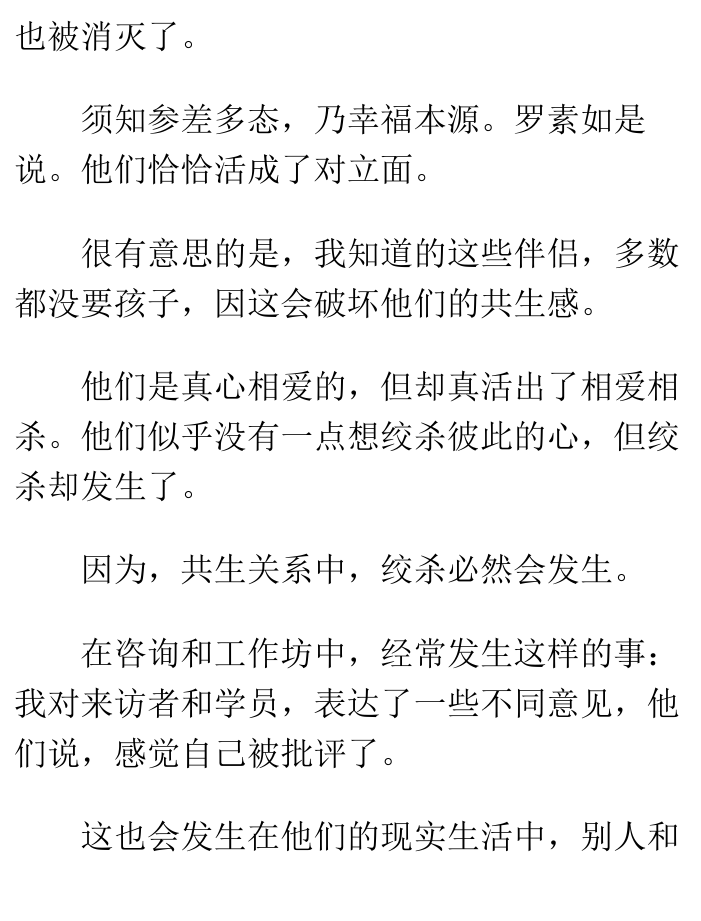 也被消灭了。
须知参差多态，乃幸福本源。罗素如是
说。他们恰恰活成了对立面。
很有意思的是，我知道的这些伴侣，多数
都没要孩子，因这会破坏他们的共生感。
他们是真心相爱的，但却真活出了相爱相
杀。他们似乎没有一点想绞杀彼此的心，但绞
杀却发生了。
因为，共生关系中，绞杀必然会发生。
在咨询和工作坊中，经常发生这样的事：
我对来访者和学员，表达了一些不同意见，他
们说，感觉自己被批评了。
这也会发生在他们的现实生活中，别人和